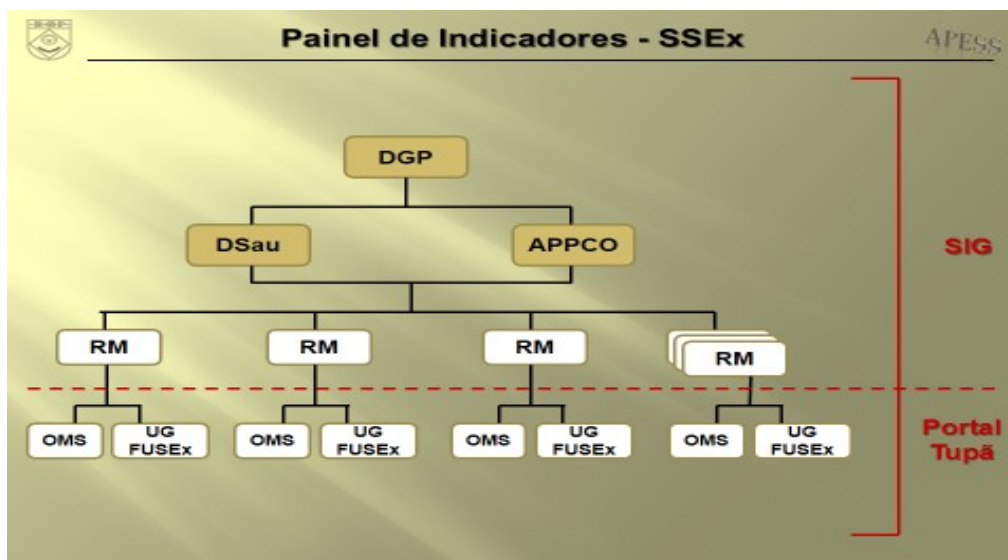 Painel de Indicadores - SSEx
APESS
DGP
DSau
APPCO
SIG
RM
RM
RM
RM
OMS
UG
FUSEx
OMS
UG
FUSEx
OMS
UG
FUSEx
OMS
UG
FUSEx
Portal
Tupã